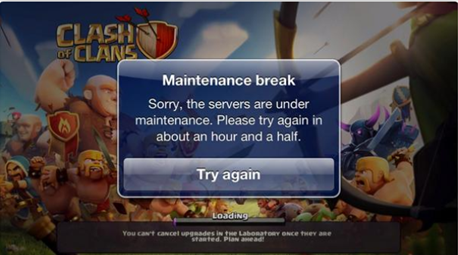 CLASH
OF CLANS
Maintenance break
Sorry, the servers are under
maintenance. Please try again in
about an hour and a half.
Try again
Loading
You can't cancel upgrades in the Laboratory once they are
started. Plan ahead!